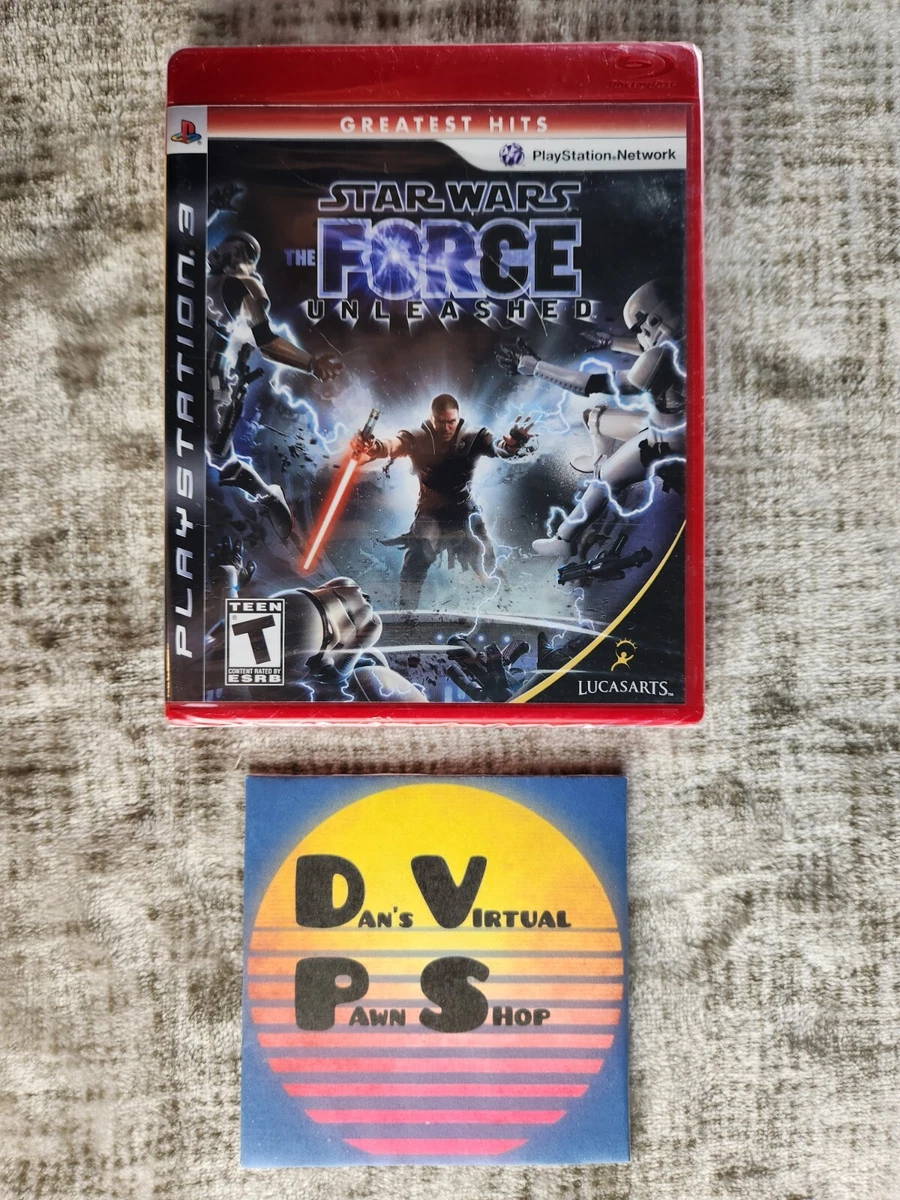 GREATEST HITS
PlayStation®Network
PLAYSTATION.3
STAR WARS
THE FORCE
UNLEASHED
TEEN
T
CONTENT RATED BY
ESRB
LUCASARTS™
DAN'S VIRTUAL
PAWN SHOP